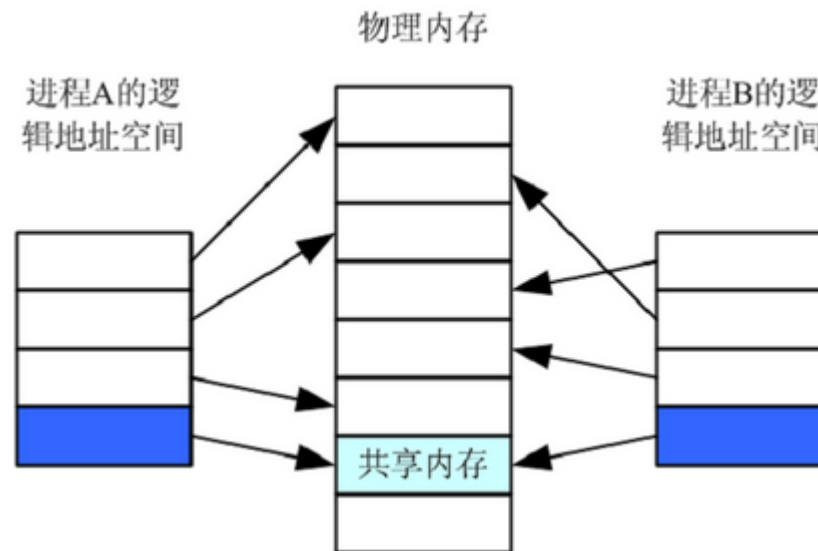 物理内存
进程A的逻
辑地址空间
进程B的逻
辑地址空间
共享内存